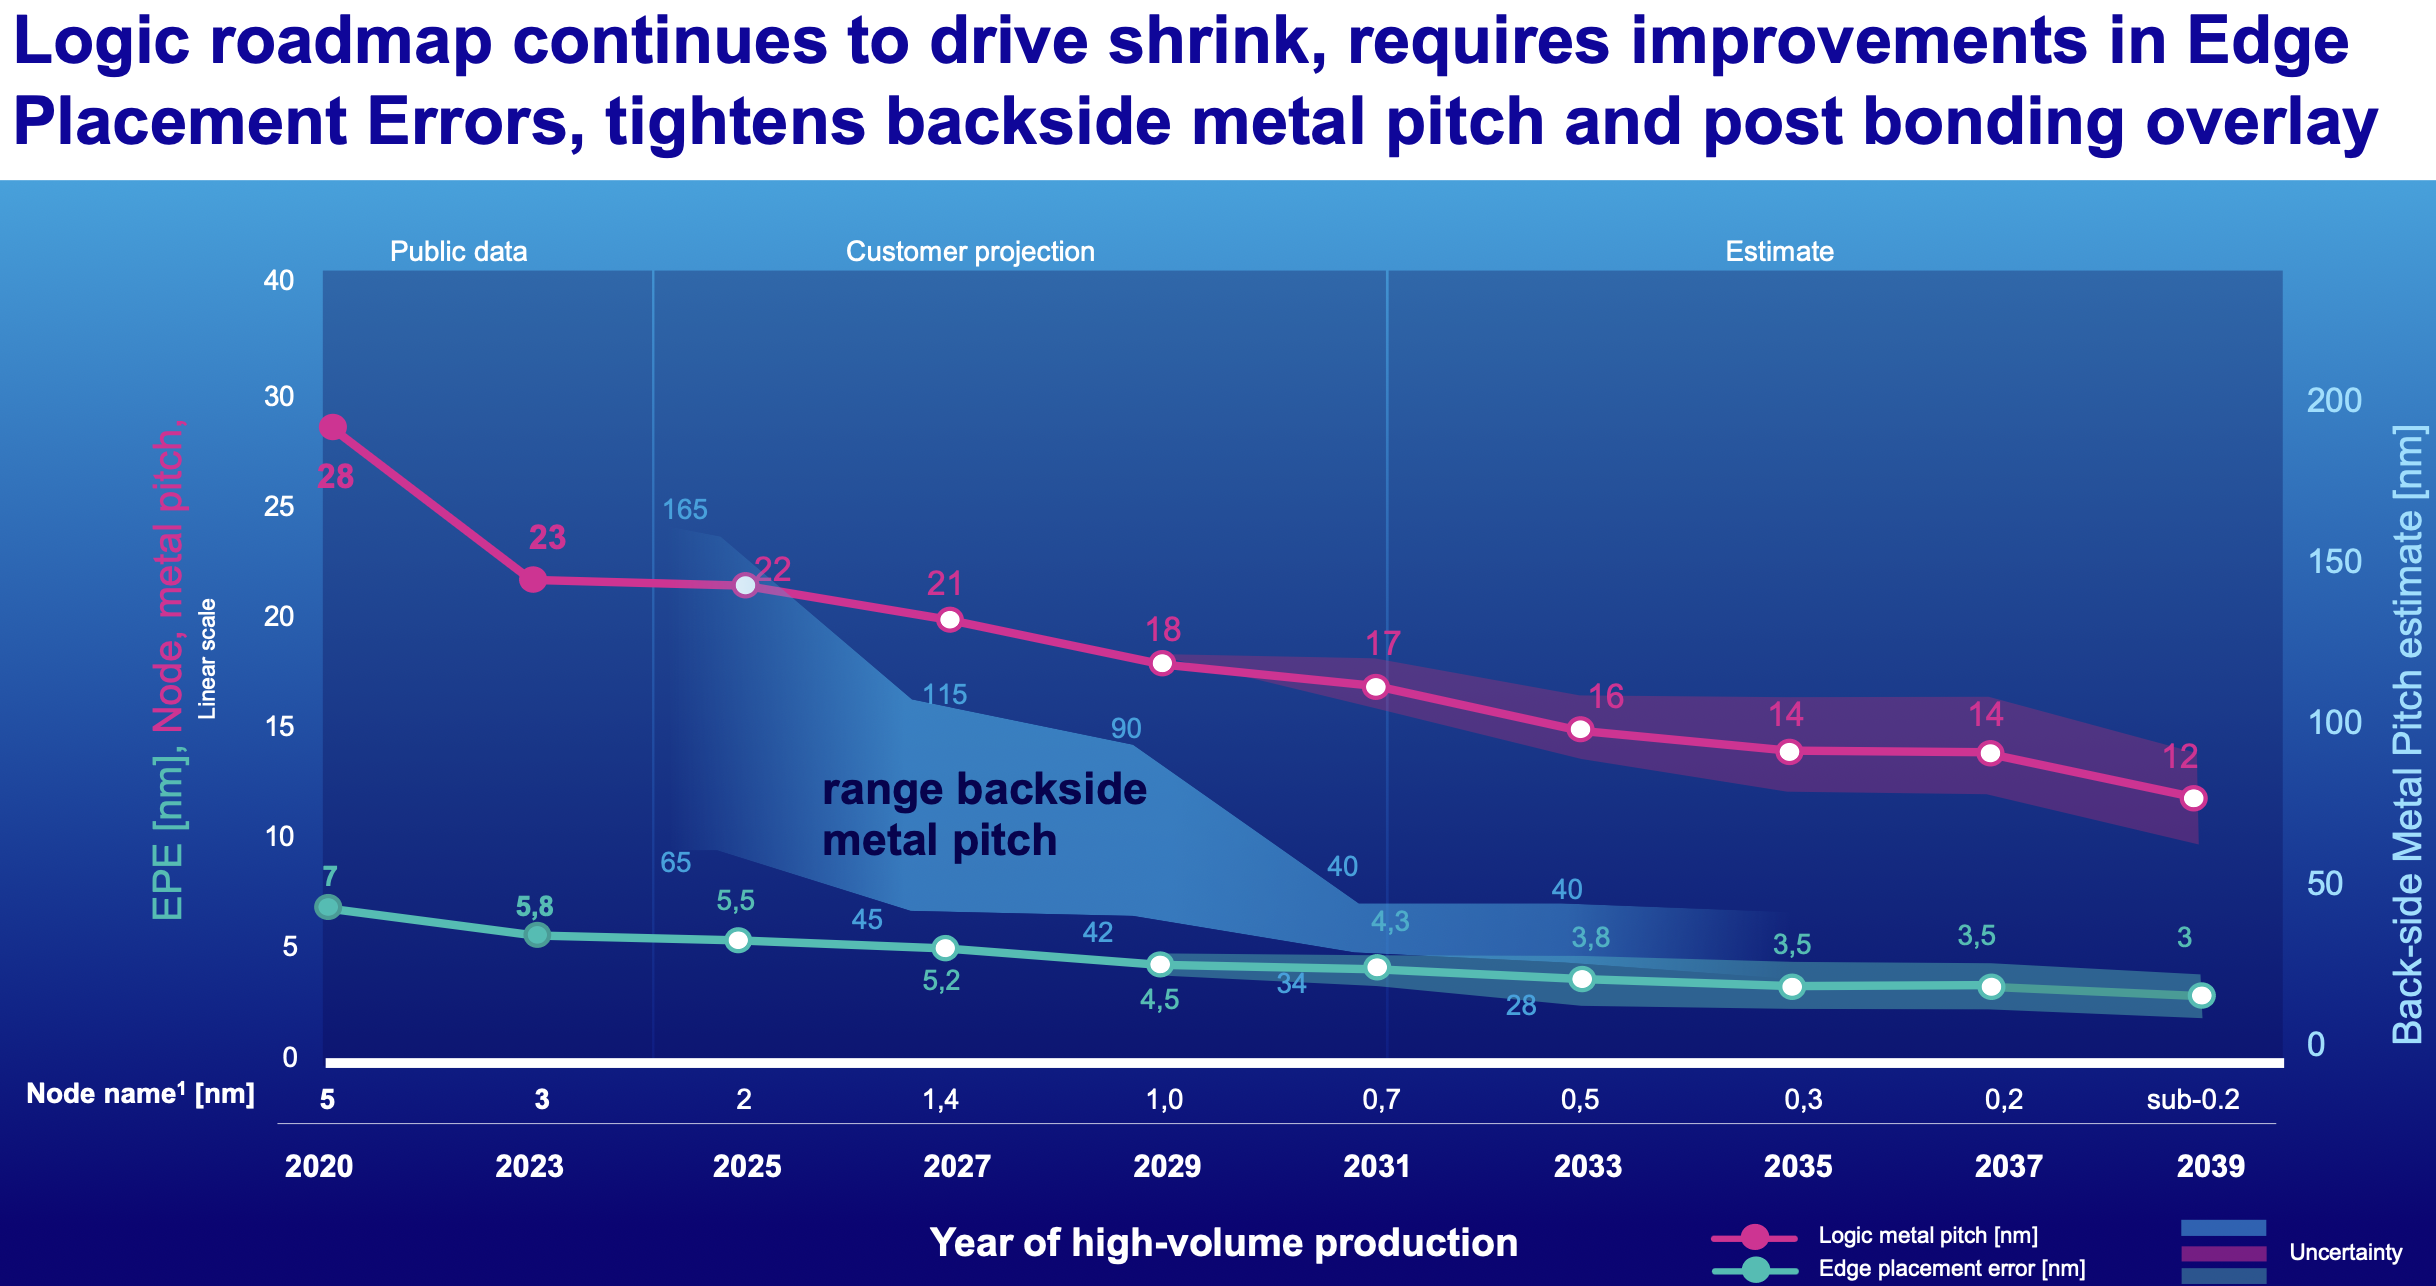 Logic roadmap continues to drive shrink, requires improvements in Edge
Placement Errors, tightens backside metal pitch and post bonding overlay
Public data
Customer projection
Estimate
EPE [nm], Node, metal pitch,
Linear scale
40
30
25
20
15
10
5
0
28
23
22
21
18
17
16
14
14
12
165
115
90
40
40
range backside
metal pitch
65
45
42
34
28
7
5,8
5,5
5,2
4,5
4,3
3,8
3,5
3,5
3
200
150
100
50
0
Back-side Metal Pitch estimate [nm]
Node name¹ [nm] 5 3 2 1,4 1,0 0,7 0,5 0,3 0,2 sub-0.2
2020 2023 2025 2027 2029 2031 2033 2035 2037 2039
Year of high-volume production
Logic metal pitch [nm]
Edge placement error [nm]
Uncertainty